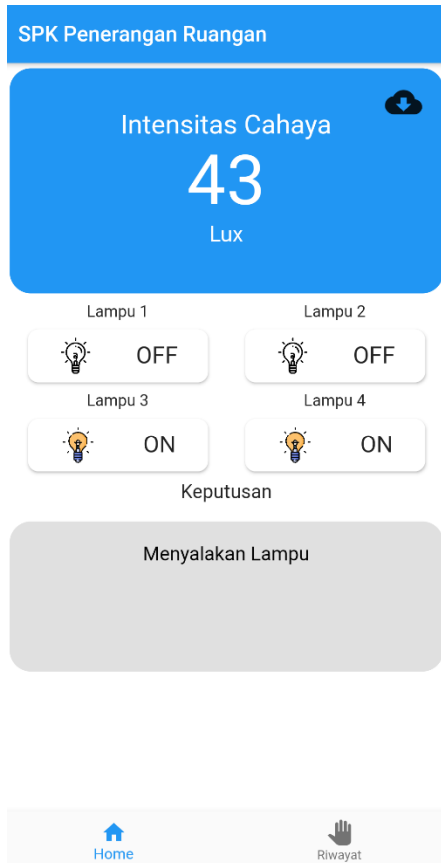 SPK Penerangan Ruangan
Intensitas Cahaya
43
Lux
Lampu 1
Lampu 2
OFF
OFF
Lampu 3
Lampu 4
ON
ON
Keputusan
Menyalakan Lampu
Home
Riwayat